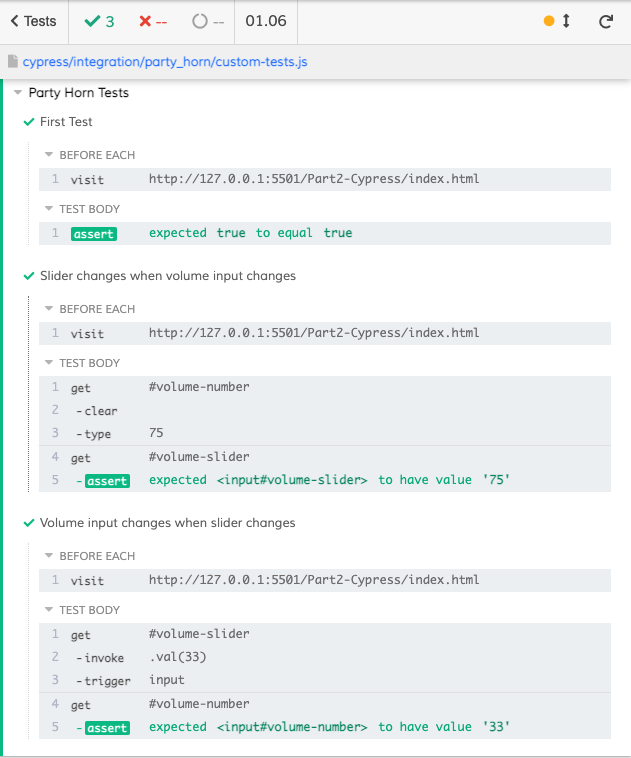 Tests 3 -- -- 01.06
cypress/integration/party_horn/custom-tests.js
Party Horn Tests
First Test
BEFORE EACH
1 visit http://127.0.0.1:5501/Part2-Cypress/index.html
TEST BODY
1 assert expected true to equal true
Slider changes when volume input changes
BEFORE EACH
1 visit http://127.0.0.1:5501/Part2-Cypress/index.html
TEST BODY
1 get #volume-number
2 -clear
3 -type 75
4 get #volume-slider
5 -assert expected <input#volume-slider> to have value '75'
Volume input changes when slider changes
BEFORE EACH
1 visit http://127.0.0.1:5501/Part2-Cypress/index.html
TEST BODY
1 get #volume-slider
2 -invoke .val(33)
3 -trigger input
4 get #volume-number
5 -assert expected <input#volume-number> to have value '33'